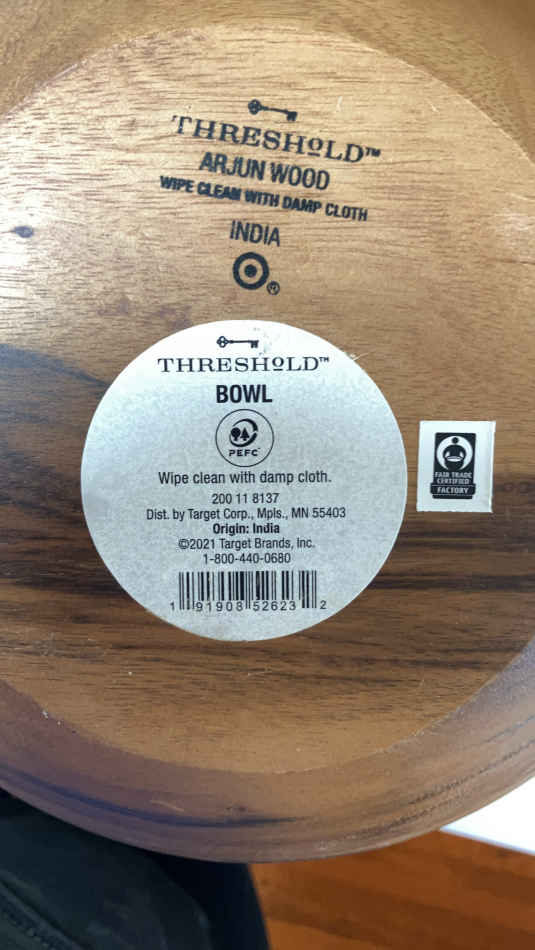 THRESHOLD™
ARJUN WOOD
WIPE CLEAN WITH DAMP CLOTH
INDIA
®
THRESHOLD™
BOWL
PEFC™
Wipe clean with damp cloth.
200 11 8137
Dist. by Target Corp., Mpls., MN 55403
Origin: India
©2021 Target Brands, Inc.
1-800-440-0680
1 91908 52623 2
FAIR TRADE
CERTIFIED
FACTORY